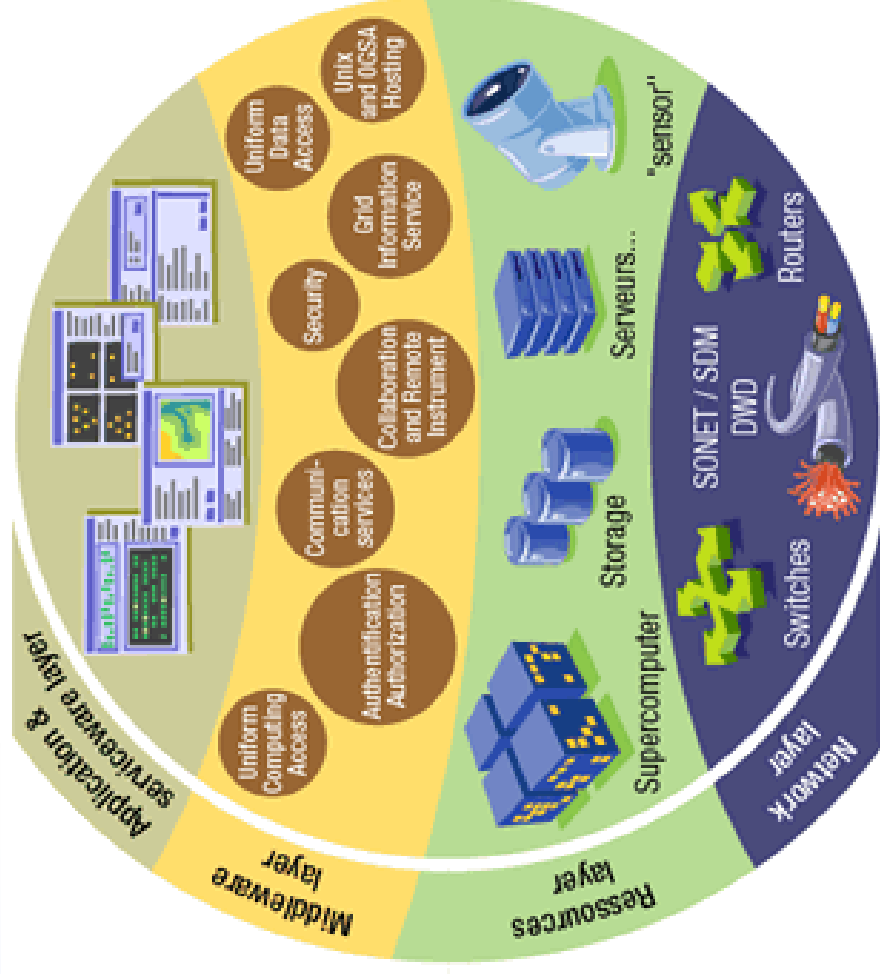 Application &
serviceware layer
Middleware
layer
Uniform
Computing
Access
Authentification
Authorization
Communi-
cation
services
Collaboration
and Remote
Instrument
Security
Grid
Information
Service
Uniform
Data
Access
Unix
and OGSA
Hosting
Ressources
layer
Supercomputer
Storage
Serveurs...
"sensor"
Network
layer
Switches
SONET / SDM
DWD
Routers